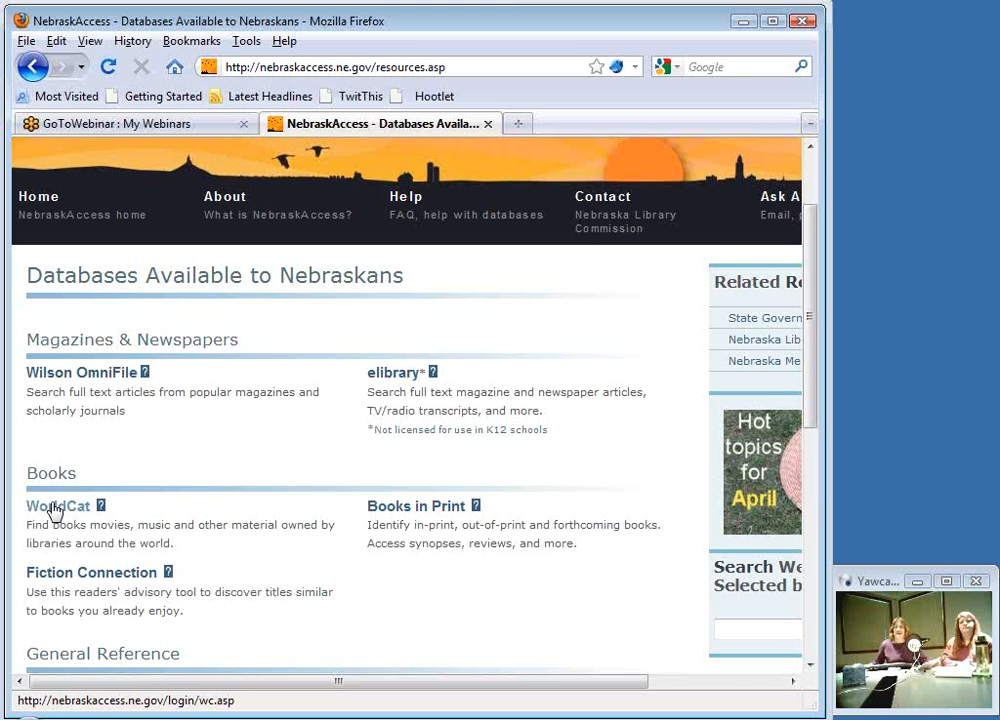 NebraskAccess - Databases Available to Nebraskans - Mozilla Firefox
File Edit View History Bookmarks Tools Help
http://nebraskaccess.ne.gov/resources.asp
Google
Most Visited Getting Started Latest Headlines TwitThis Hootlet
GoToWebinar : My Webinars
NebraskAccess - Databases Availa...
Home About Help Contact Ask A
NebraskAccess home What is NebraskAccess? FAQ, help with databases Nebraska Library Commission Email, p
Databases Available to Nebraskans
Magazines & Newspapers
Wilson OmniFile ?
Search full text articles from popular magazines and
scholarly journals
elibrary* ?
Search full text magazine and newspaper articles,
TV/radio transcripts, and more.
*Not licensed for use in K12 schools
Books
WorldCat ?
Find books movies, music and other material owned by
libraries around the world.
Books in Print ?
Identify in-print, out-of-print and forthcoming books.
Access synopses, reviews, and more.
Fiction Connection ?
Use this readers' advisory tool to discover titles similar
to books you already enjoy.
General Reference
Related Re
State Govern
Nebraska Lib
Nebraska Me
Hot
topics
for
April
Search We
Selected b
http://nebraskaccess.ne.gov/login/wc.asp
Yawca...